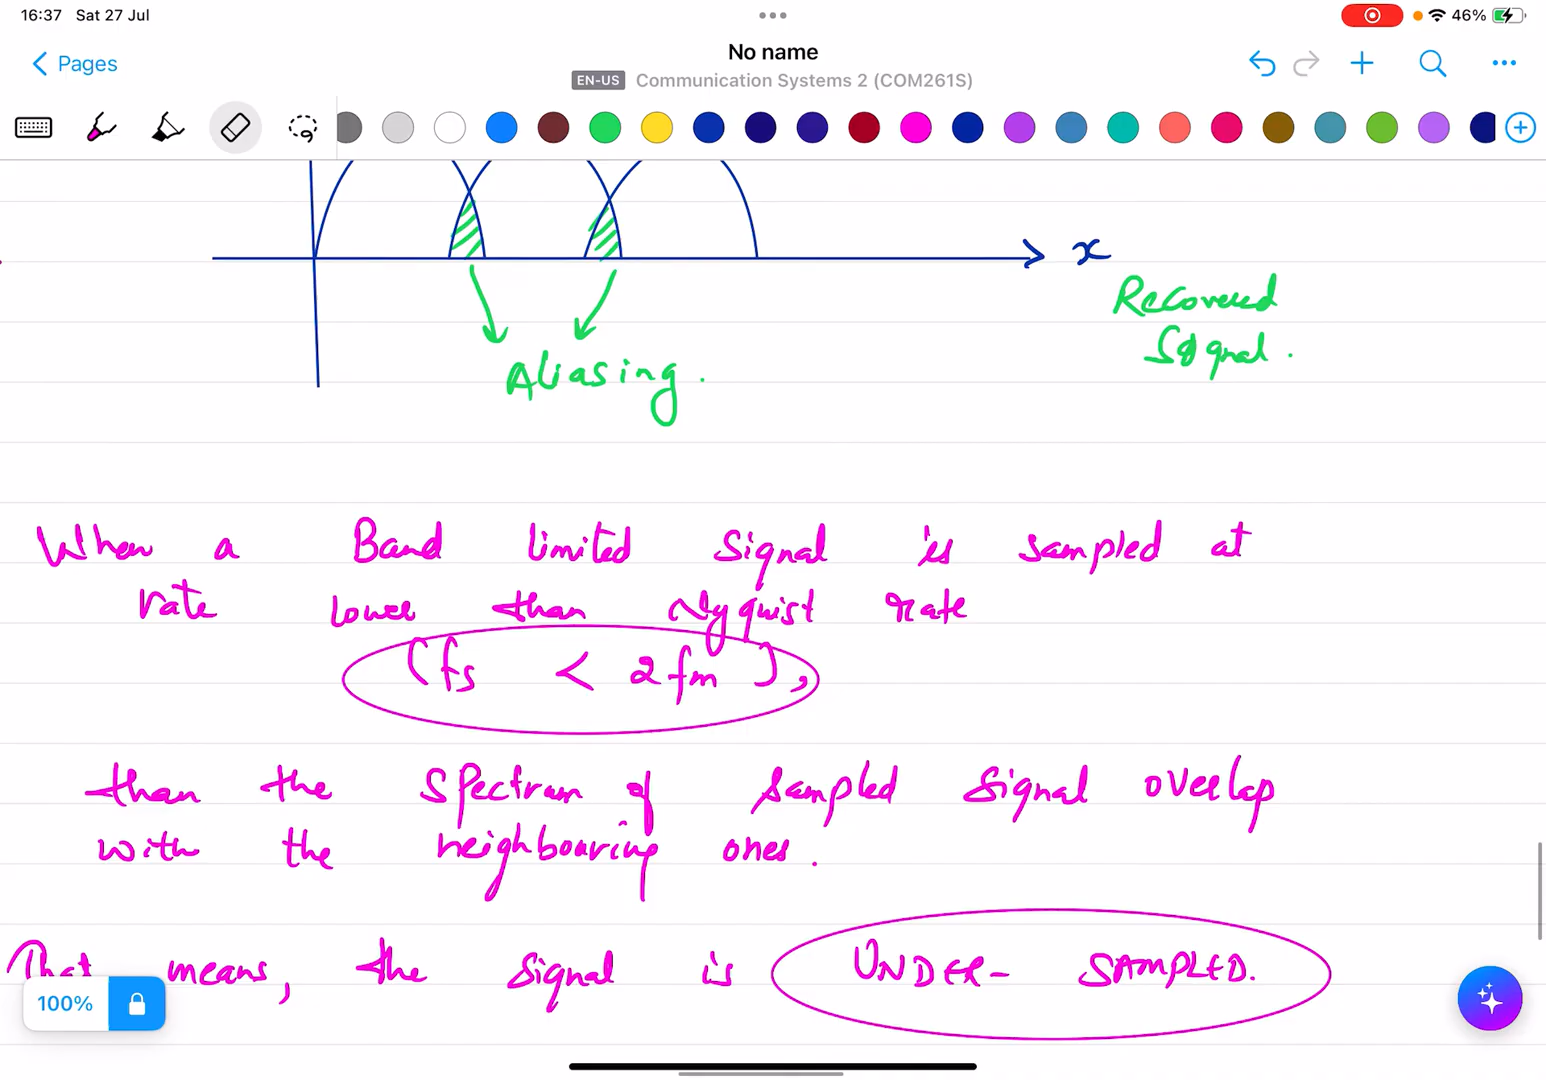 16:37 Sat 27 Jul
46%
No name
Pages
EN-US Communication Systems 2 (COM261S)
x
Recovered
Signal.
Aliasing.
When a Band limited signal is sampled at
rate lower than Nyquist rate
(fs < 2fm),
than the spectrum of sampled signal overlap
with the neighbouring ones.
That means, the signal is UNDER-SAMPLED.
100%